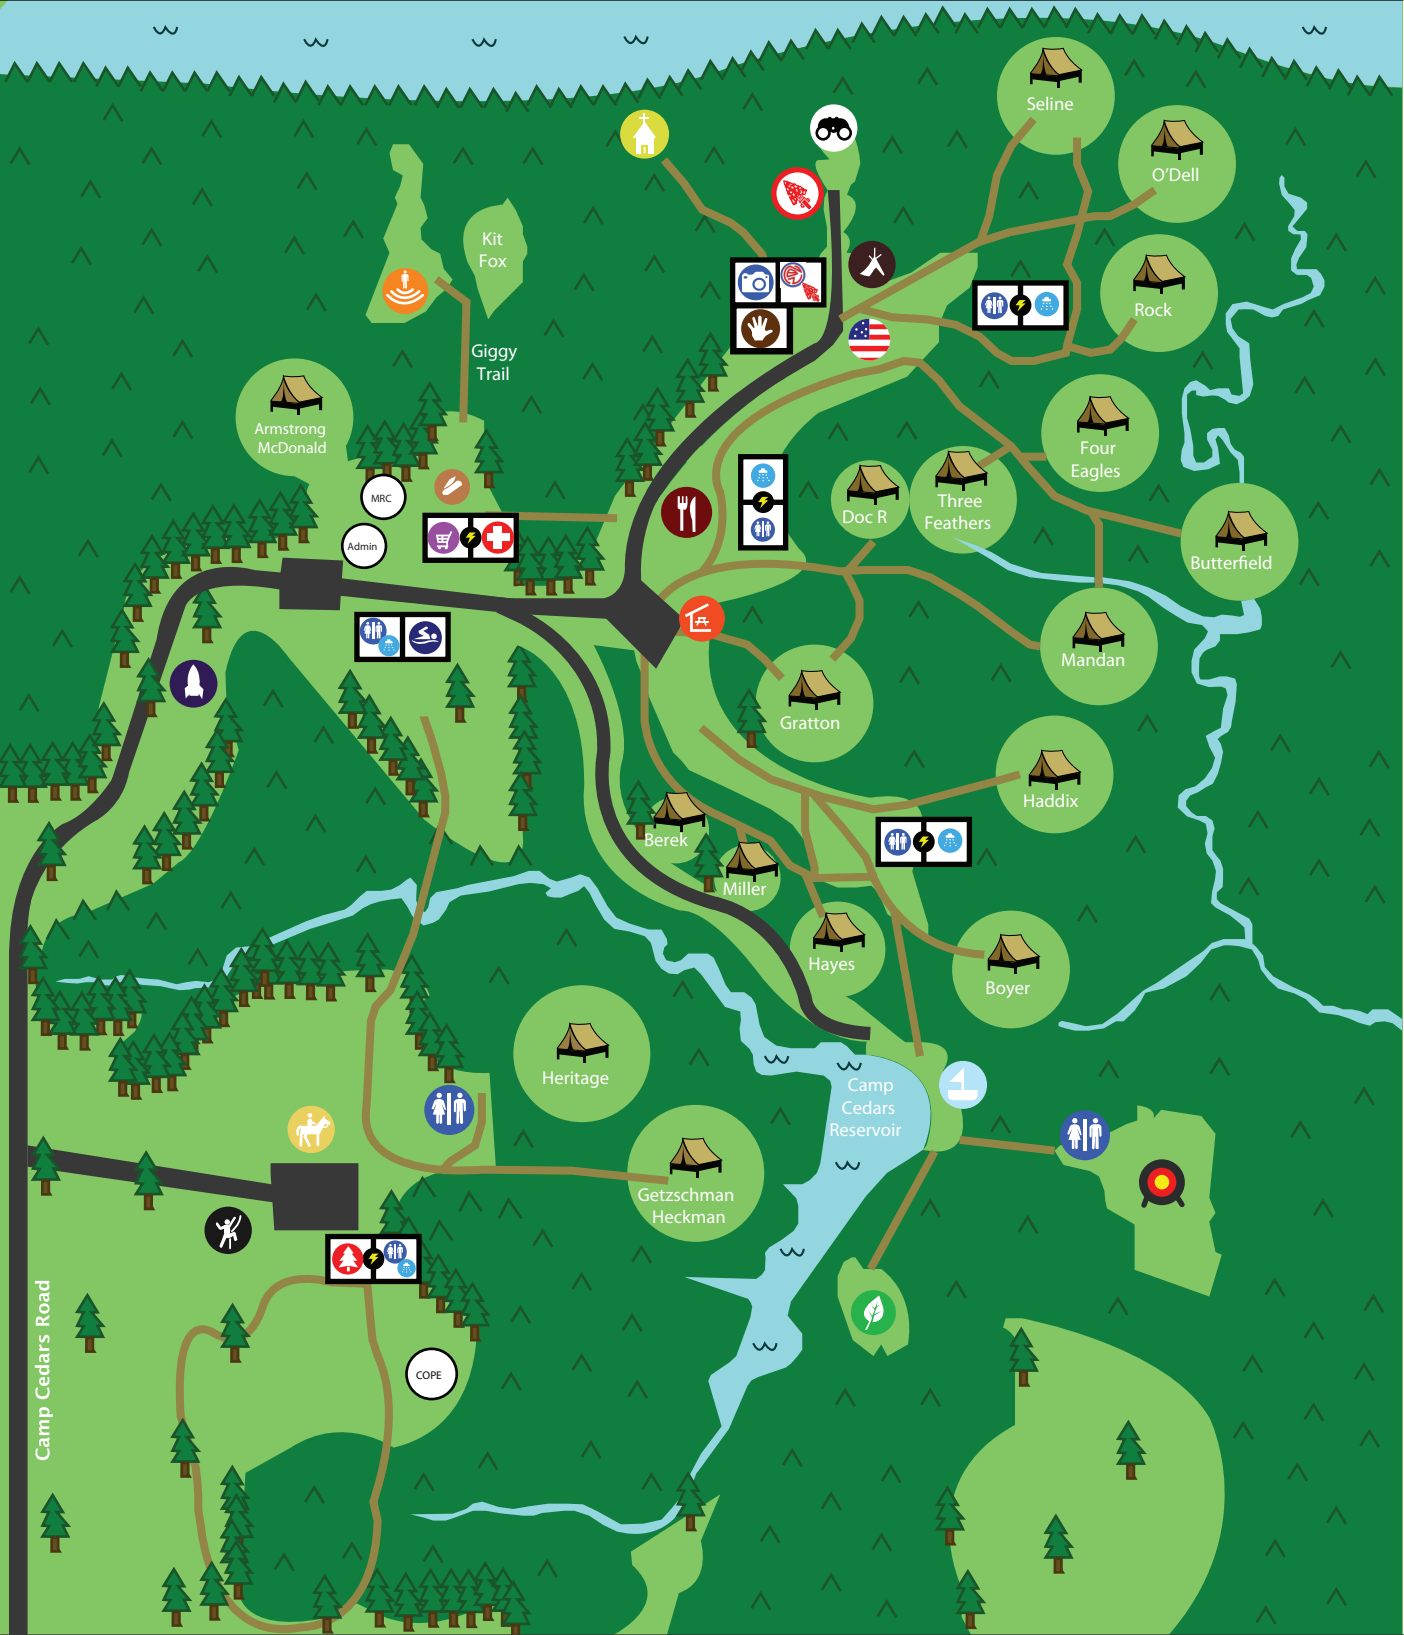 Seline
O'Dell
Kit
Fox
Rock
Giggy
Trail
Armstrong
McDonald
Four
Eagles
MRC
Three
Feathers
Doc R
Admin
Butterfield
Mandan
Gratton
Haddix
Berek
Miller
Hayes
Boyer
Heritage
Camp
Cedars
Reservoir
Getzschman
Heckman
Camp Cedars Road
COPE